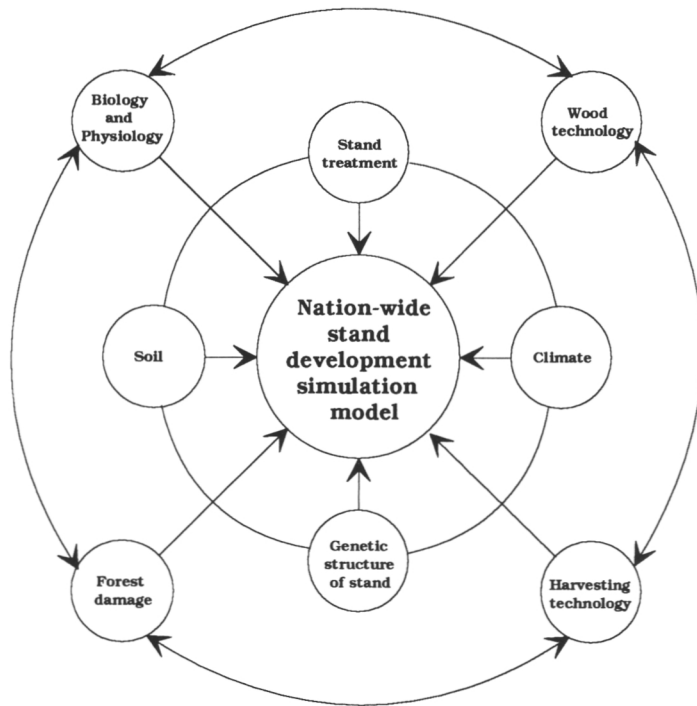 Biology
and
Physiology
Wood
technology
Stand
treatment
Nation-wide
stand
development
simulation
model
Soil
Climate
Genetic
structure
of stand
Forest
damage
Harvesting
technology